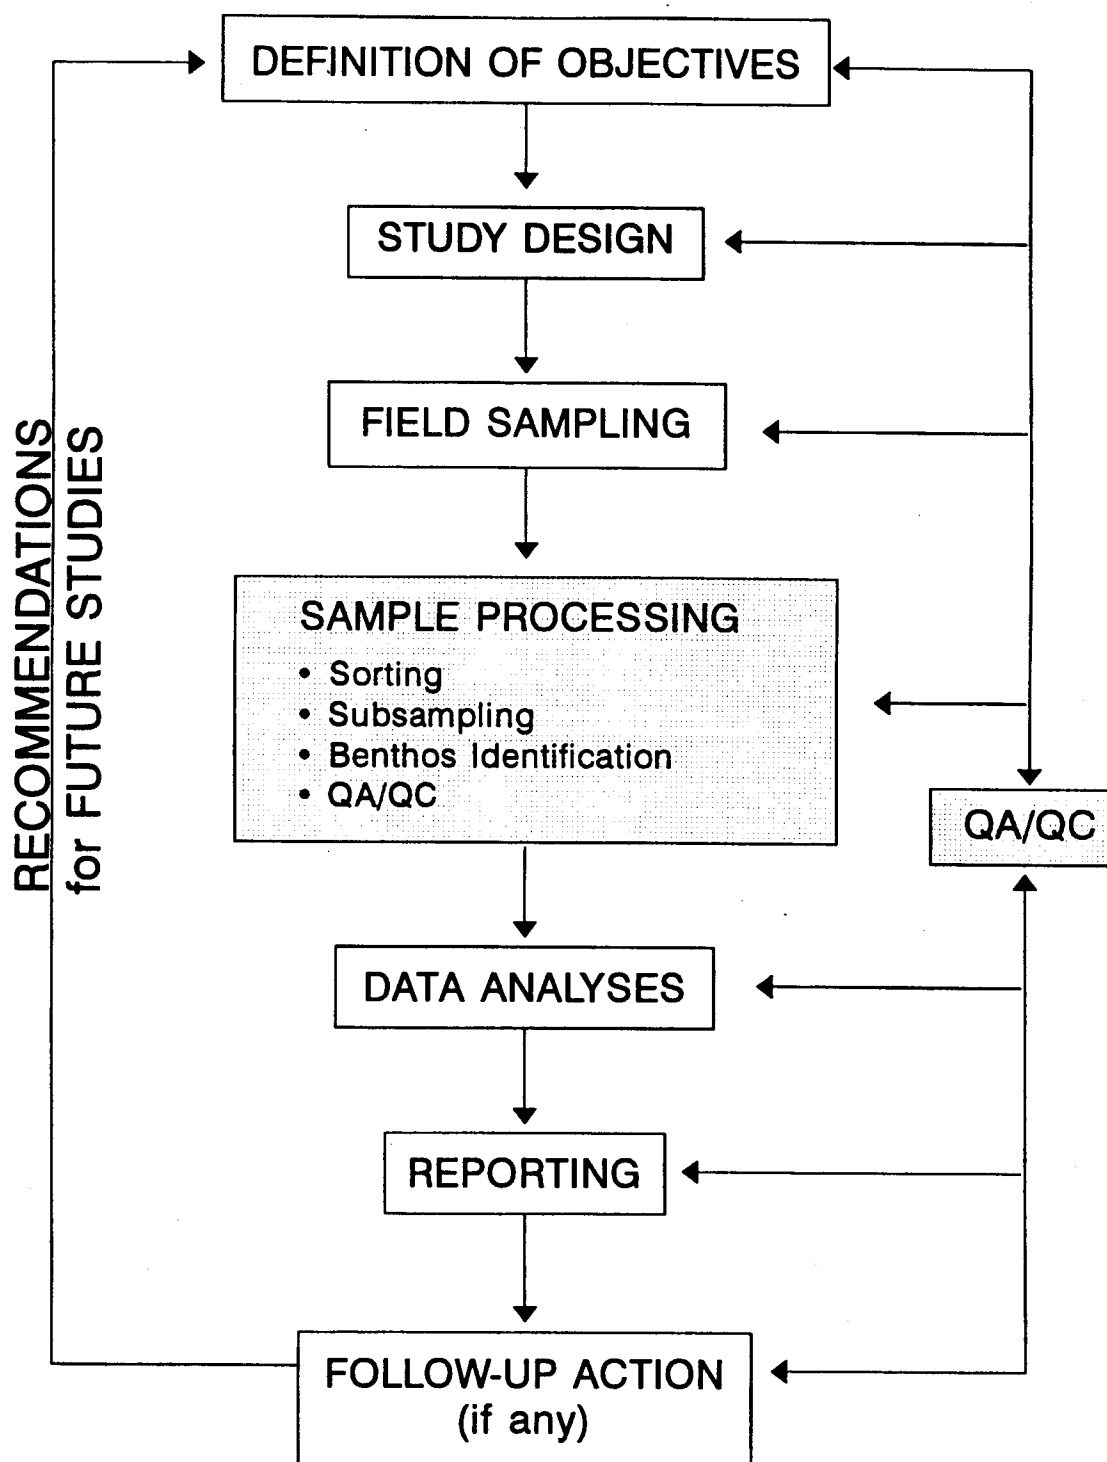 DEFINITION OF OBJECTIVES
STUDY DESIGN
FIELD SAMPLING
RECOMMENDATIONS
for FUTURE STUDIES
SAMPLE PROCESSING
• Sorting
• Subsampling
• Benthos Identification
• QA/QC
QA/QC
DATA ANALYSES
REPORTING
FOLLOW-UP ACTION
(if any)